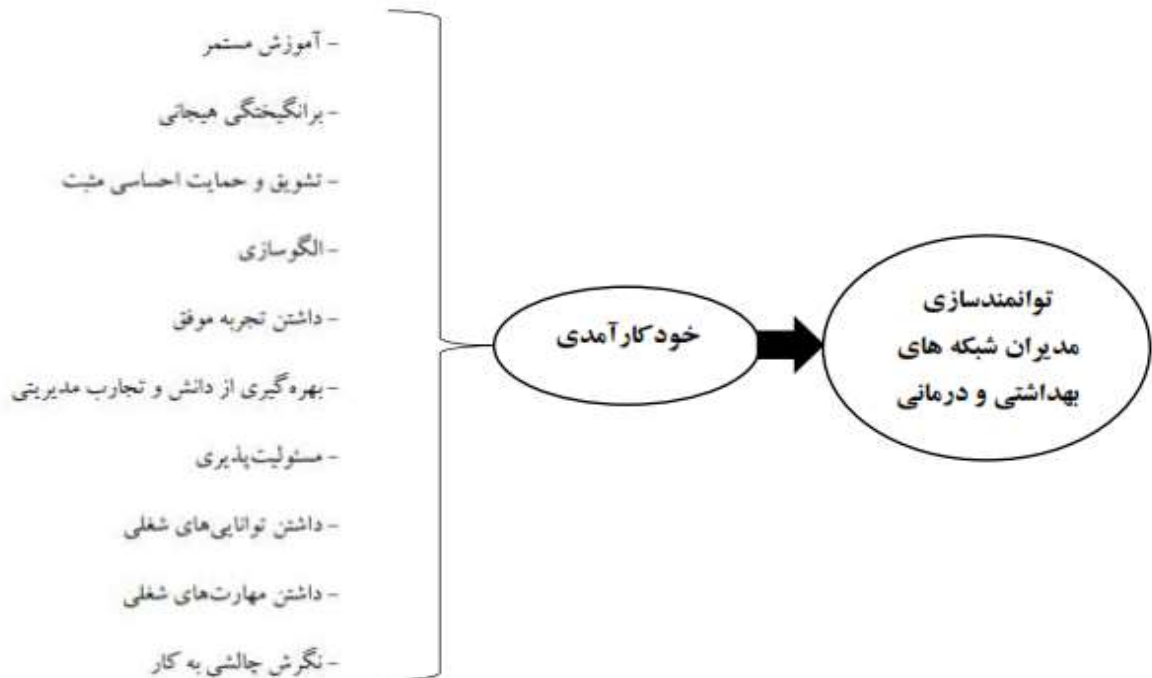 - آموزش مستمر
- برانگیختگی هیجانی
- تشویق و حمایت احساسی مثبت
- الگوسازی
- داشتن تجربه موفق
- بهره‌گیری از دانش و تجارب مدیریتی
- مسئولیت‌پذیری
- داشتن توانایی‌های شغلی
- داشتن مهارت‌های شغلی
- نگرش چالشی به کار
خودکارآمدی
توانمندسازی
مدیران شبکه های
بهداشتی و درمانی